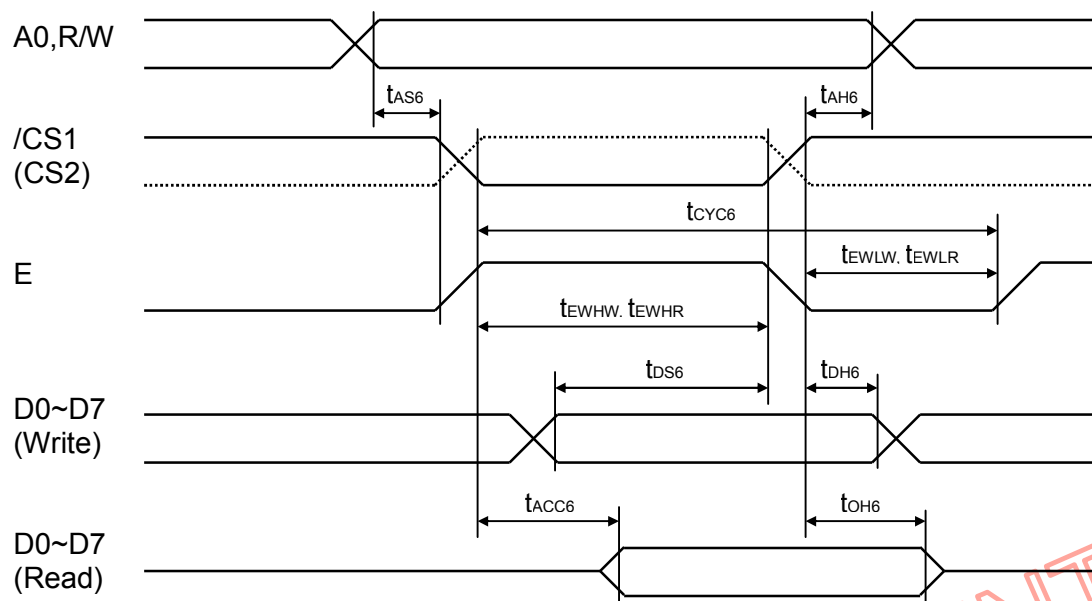 A0,R/W
tAS6
tAH6
/CS1
(CS2)
tCYC6
E
tEWLW. tEWLR
tEWHW. tEWHR
tDS6
tDH6
D0~D7
(Write)
tACC6
tOH6
D0~D7
(Read)